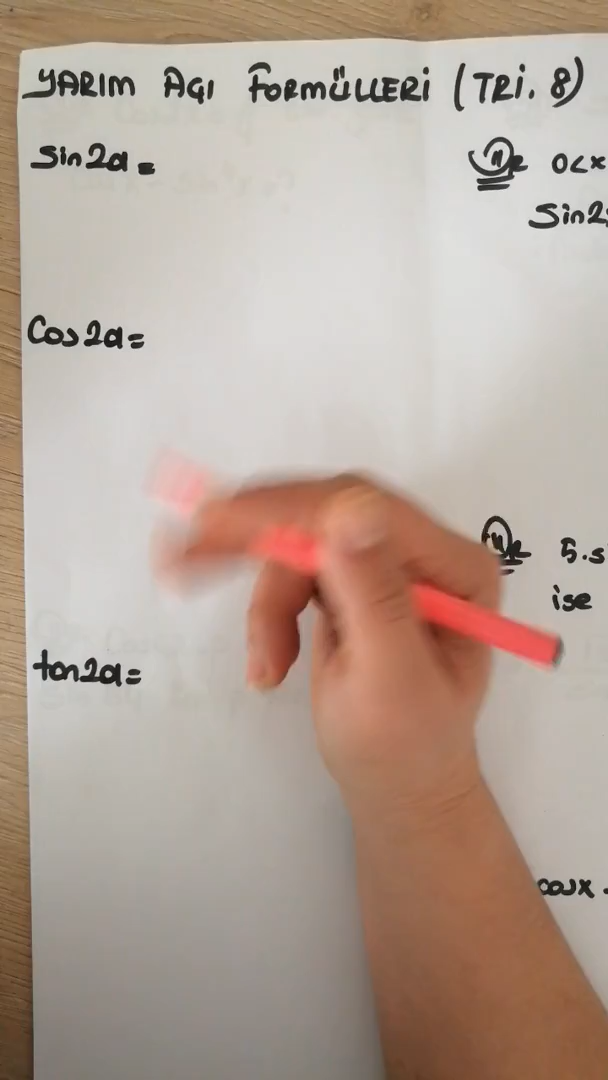 YARIM AÇI FORMÜLLERİ (TRİ. 8)
sin2a =
0<x
Sin2
Cos2a=
5.s
ise
tan2a=
cosx